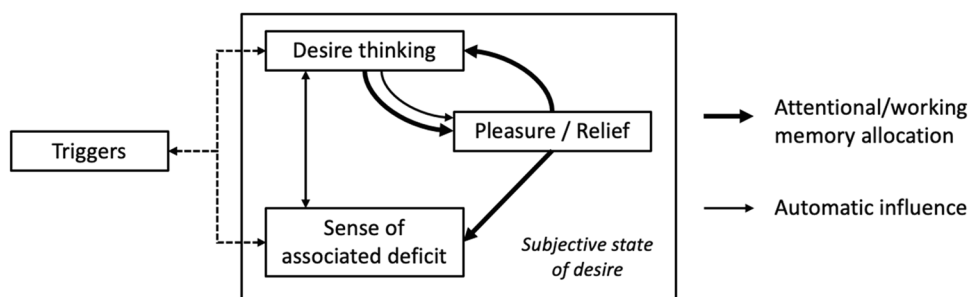 Desire thinking
Pleasure / Relief
Triggers
Sense of
associated deficit
Subjective state
of desire
Attentional/working
memory allocation
Automatic influence